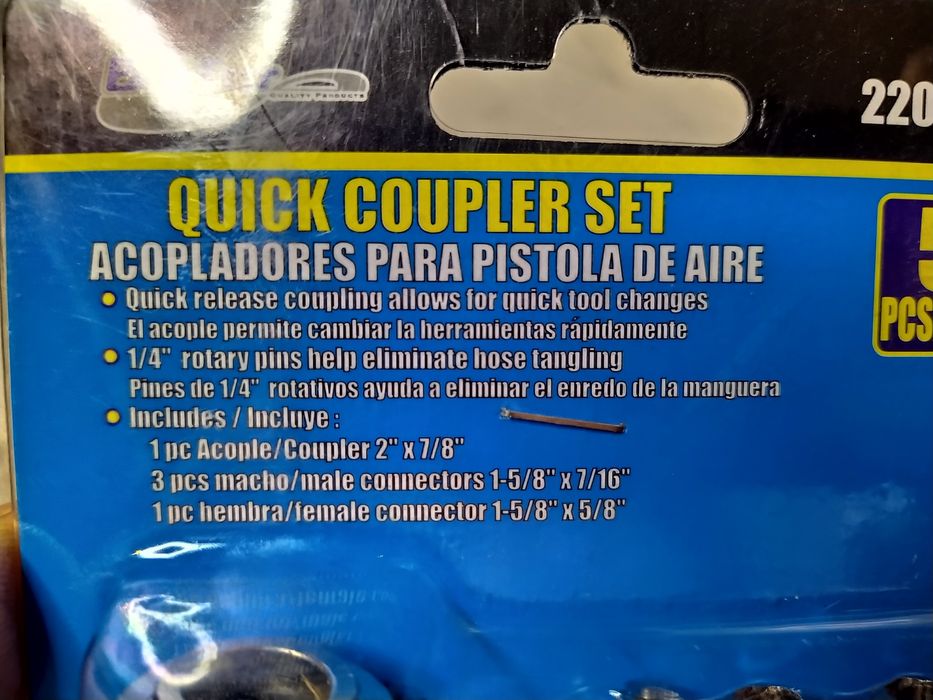 QUALITY PRODUCTS
220
QUICK COUPLER SET
ACOPLADORES PARA PISTOLA DE AIRE
• Quick release coupling allows for quick tool changes
El acople permite cambiar la herramientas rápidamente
• 1/4" rotary pins help eliminate hose tangling
Pines de 1/4" rotativos ayuda a eliminar el enredo de la manguera
• Includes / Incluye :
1 pc Acople/Coupler 2" x 7/8"
3 pcs macho/male connectors 1-5/8" x 7/16"
1 pc hembra/female connector 1-5/8" x 5/8"
5
PCS